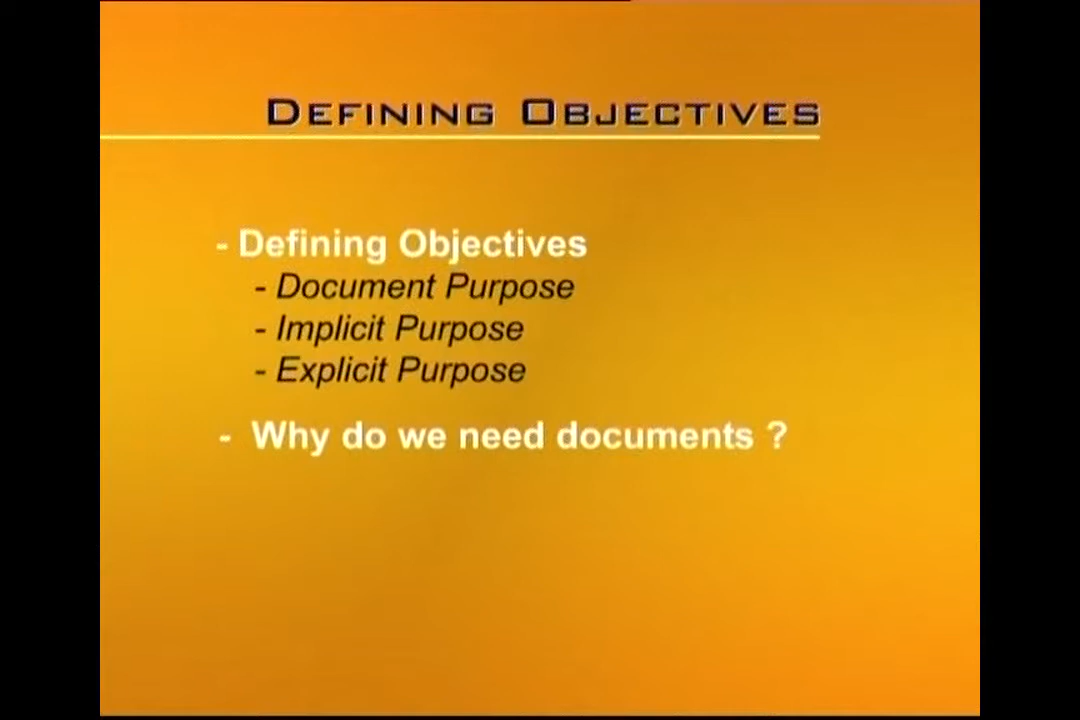 DEFINING OBJECTIVES
- Defining Objectives
- Document Purpose
- Implicit Purpose
- Explicit Purpose
- Why do we need documents ?